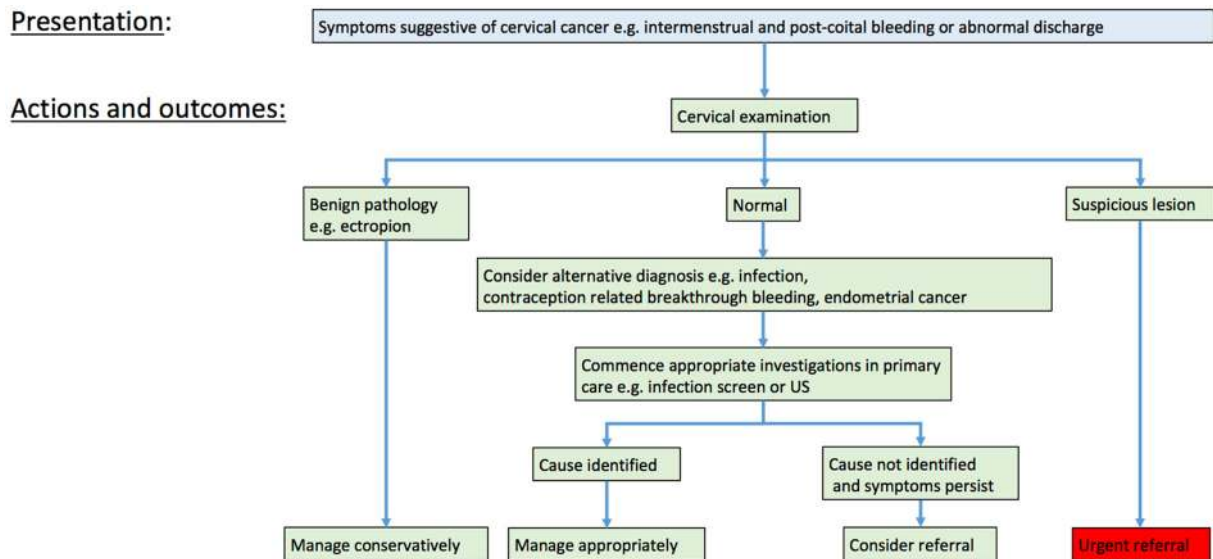 Presentation:
Symptoms suggestive of cervical cancer e.g. intermenstrual and post-coital bleeding or abnormal discharge
Actions and outcomes:
Cervical examination
Benign pathology
e.g. ectropion
Normal
Suspicious lesion
Consider alternative diagnosis e.g. infection,
contraception related breakthrough bleeding, endometrial cancer
Commence appropriate investigations in primary
care e.g. infection screen or US
Cause identified
Cause not identified
and symptoms persist
Manage conservatively
Manage appropriately
Consider referral
Urgent referral